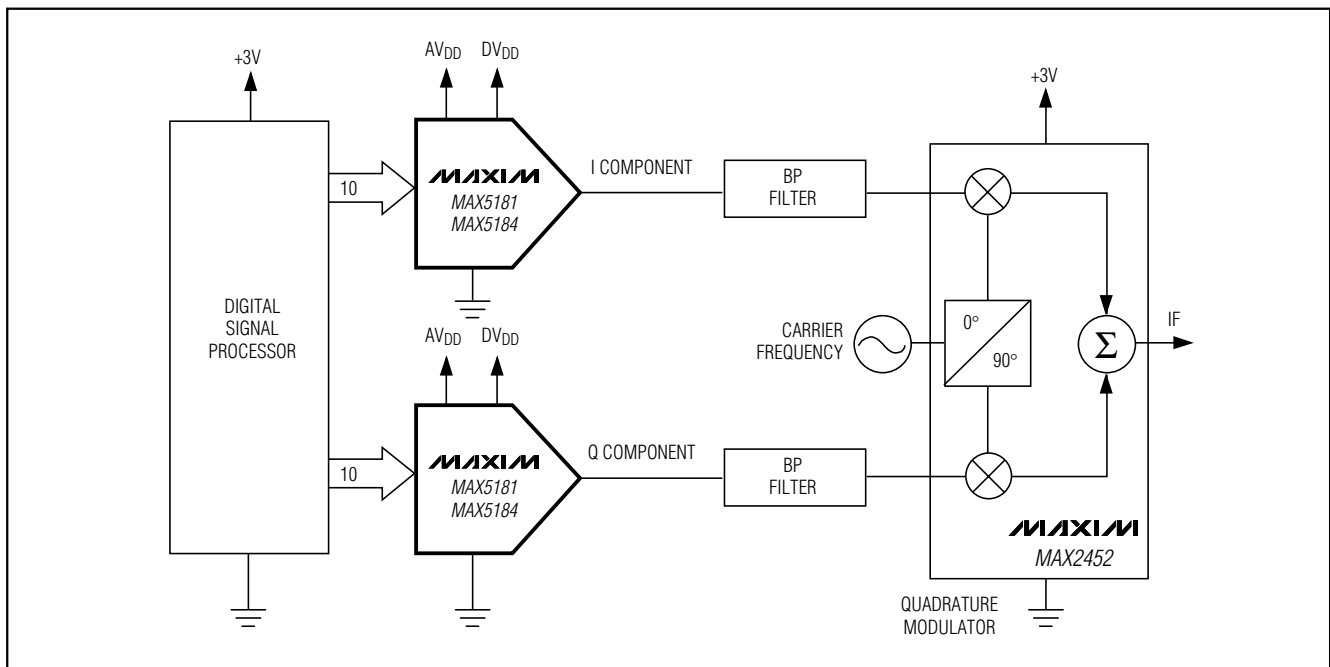 +3V
DIGITAL
SIGNAL
PROCESSOR
10
10
AVDD
DVDD
MAXIM
MAX5181
MAX5184
I COMPONENT
BP
FILTER
AVDD
DVDD
MAXIM
MAX5181
MAX5184
Q COMPONENT
BP
FILTER
CARRIER
FREQUENCY
+3V
0°
90°
Σ
IF
MAXIM
MAX2452
QUADRATURE
MODULATOR